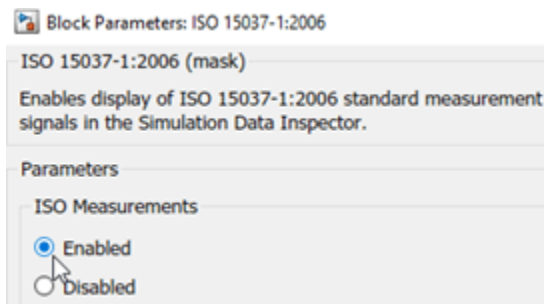 Block Parameters: ISO 15037-1:2006
ISO 15037-1:2006 (mask)
Enables display of ISO 15037-1:2006 standard measurement
signals in the Simulation Data Inspector.
Parameters
ISO Measurements
Enabled
Disabled